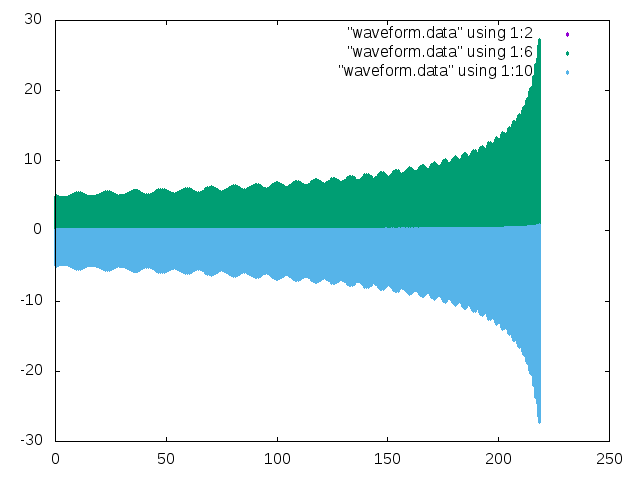 "waveform.data" using 1:2
"waveform.data" using 1:6
"waveform.data" using 1:10
30
20
10
0
-10
-20
-30
0 50 100 150 200 250